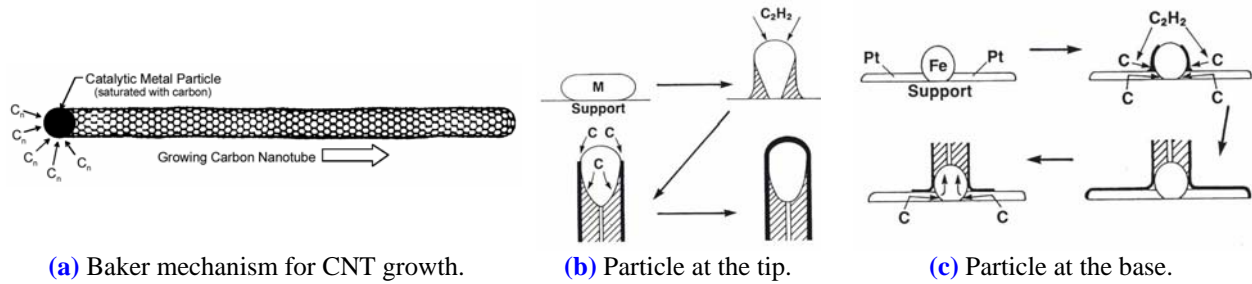 Catalytic Metal Particle
(saturated with carbon)
Cn
Cn
Cn
Cn
Cn
Growing Carbon Nanotube
(a) Baker mechanism for CNT growth.
C2H2
M
Support
C C
C
(b) Particle at the tip.
Pt Fe Pt
Support
C2H2
C C
C C
C C
(c) Particle at the base.